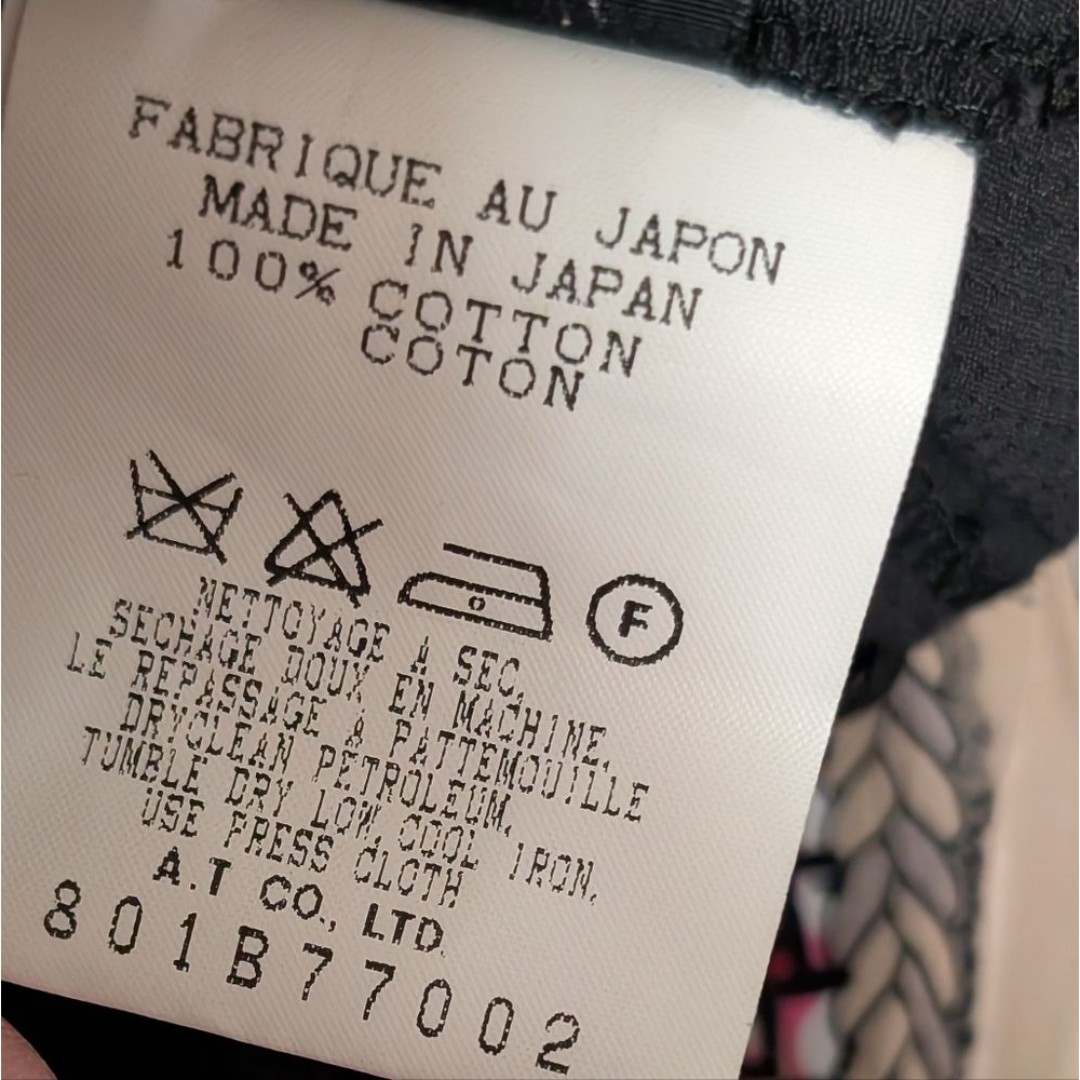 FABRIQUE AU JAPON
MADE IN JAPAN
100% COTTON
COTON
F
NETTOYAGE A SEC,
SECHAGE DOUX EN MACHINE,
LE REPASSAGE A PATTEMOUILLE
DRYCLEAN PETROLEUM.
TUMBLE DRY LOW. COOL IRON.
USE PRESS CLOTH
A.T CO., LTD.
801B77002